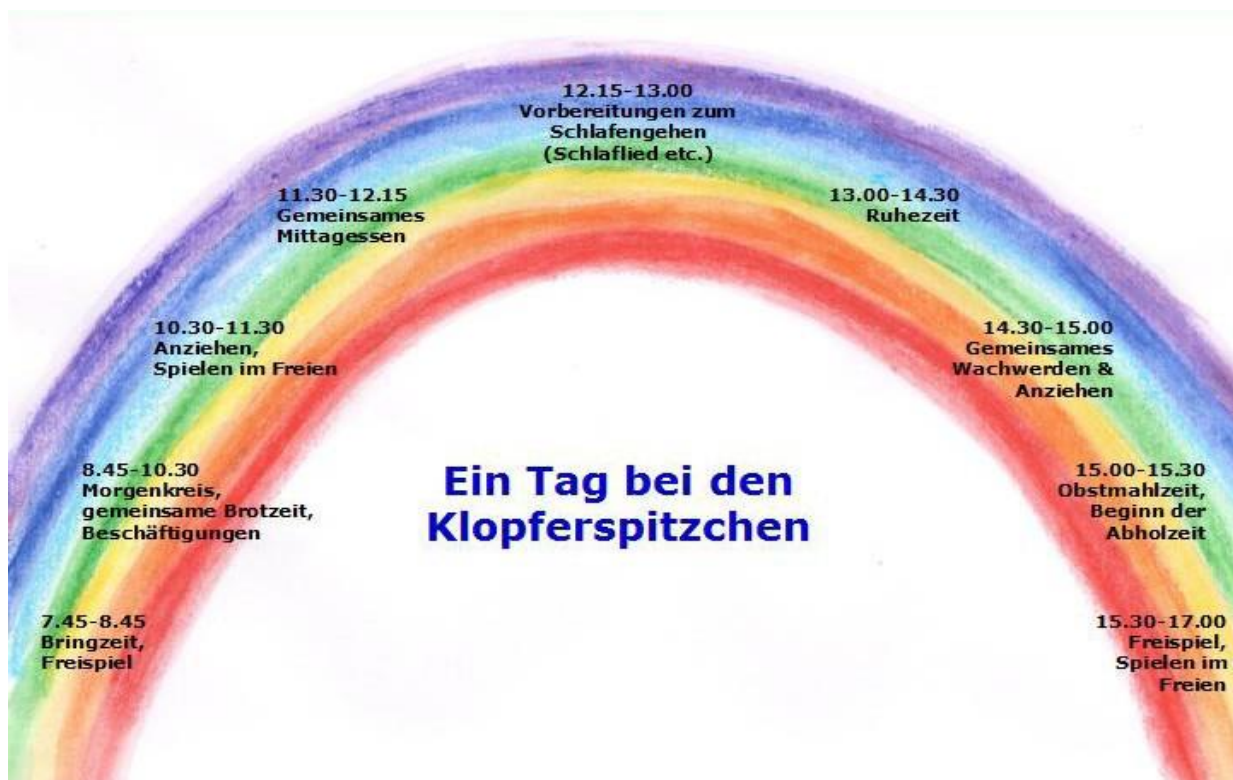 12.15-13.00
Vorbereitungen zum
Schlafengehen
(Schlaflied etc.)
11.30-12.15
Gemeinsames
Mittagessen
13.00-14.30
Ruhezeit
10.30-11.30
Anziehen,
Spielen im Freien
14.30-15.00
Gemeinsames
Wachwerden &
Anziehen
8.45-10.30
Morgenkreis,
gemeinsame Brotzeit,
Beschäftigungen
Ein Tag bei den
Klopferspitzchen
15.00-15.30
Obstmahlzeit,
Beginn der
Abholzeit
7.45-8.45
Bringzeit,
Freispiel
15.30-17.00
Freispiel,
Spielen im
Freien